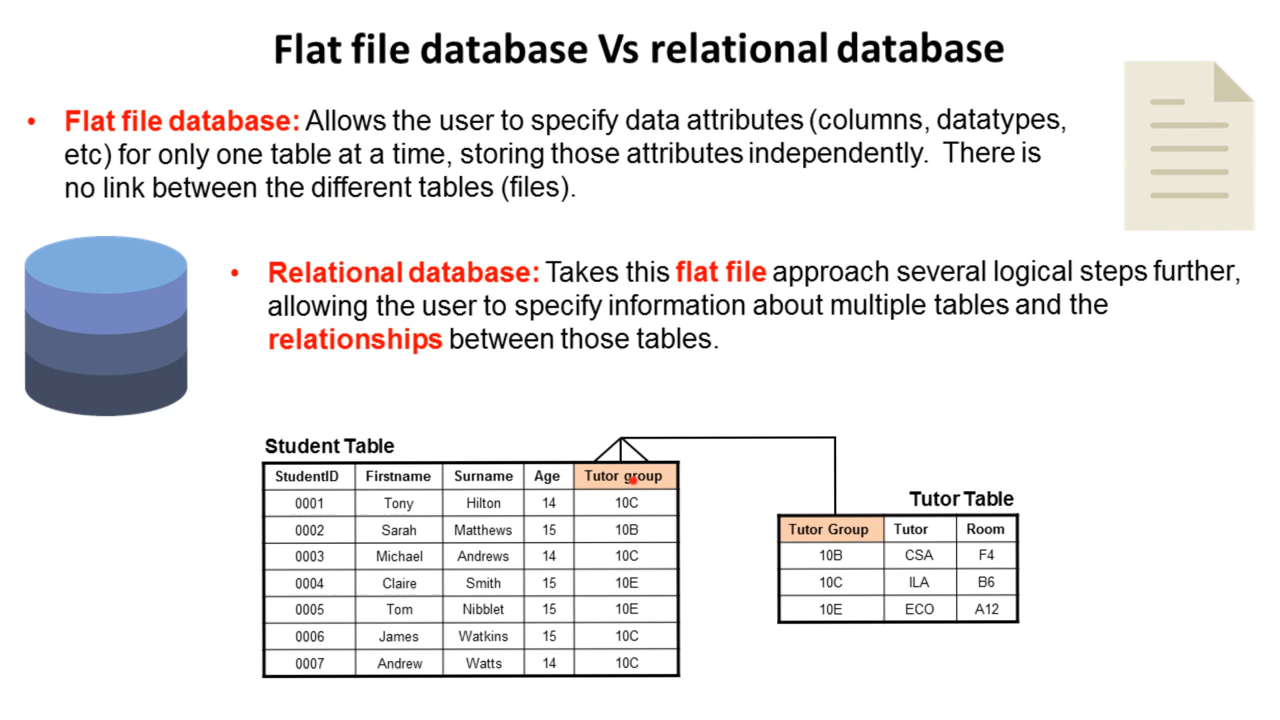 Flat file database Vs relational database
• Flat file database: Allows the user to specify data attributes (columns, datatypes,
etc) for only one table at a time, storing those attributes independently. There is
no link between the different tables (files).
• Relational database: Takes this flat file approach several logical steps further,
allowing the user to specify information about multiple tables and the
relationships between those tables.
Student Table
StudentID Firstname Surname Age Tutor group
0001 Tony Hilton 14 10C
0002 Sarah Matthews 15 10B
0003 Michael Andrews 14 10C
0004 Claire Smith 15 10E
0005 Tom Nibblet 15 10E
0006 James Watkins 15 10C
0007 Andrew Watts 14 10C
Tutor Table
Tutor Group Tutor Room
10B CSA F4
10C ILA B6
10E ECO A12